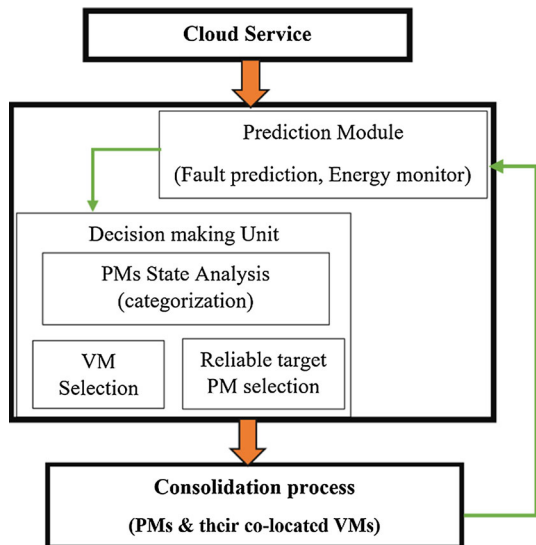 Cloud Service
Prediction Module
(Fault prediction, Energy monitor)
Decision making Unit
PMs State Analysis
(categorization)
VM
Selection
Reliable target
PM selection
Consolidation process
(PMs & their co-located VMs)